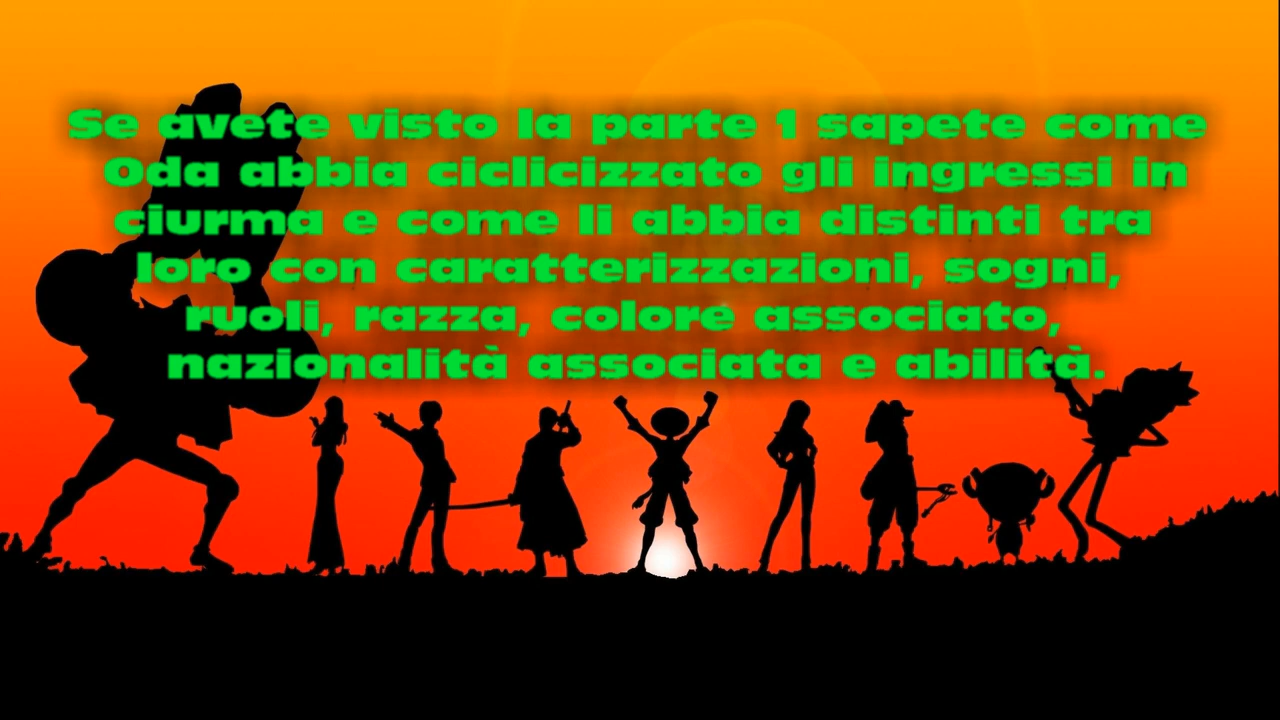 Se avete visto la parte 1 sapete come
Oda abbia ciclicizzato gli ingressi in
ciurma e come li abbia distinti tra
loro con caratterizzazioni, sogni,
ruoli, razza, colore associato,
nazionalità associata e abilità.